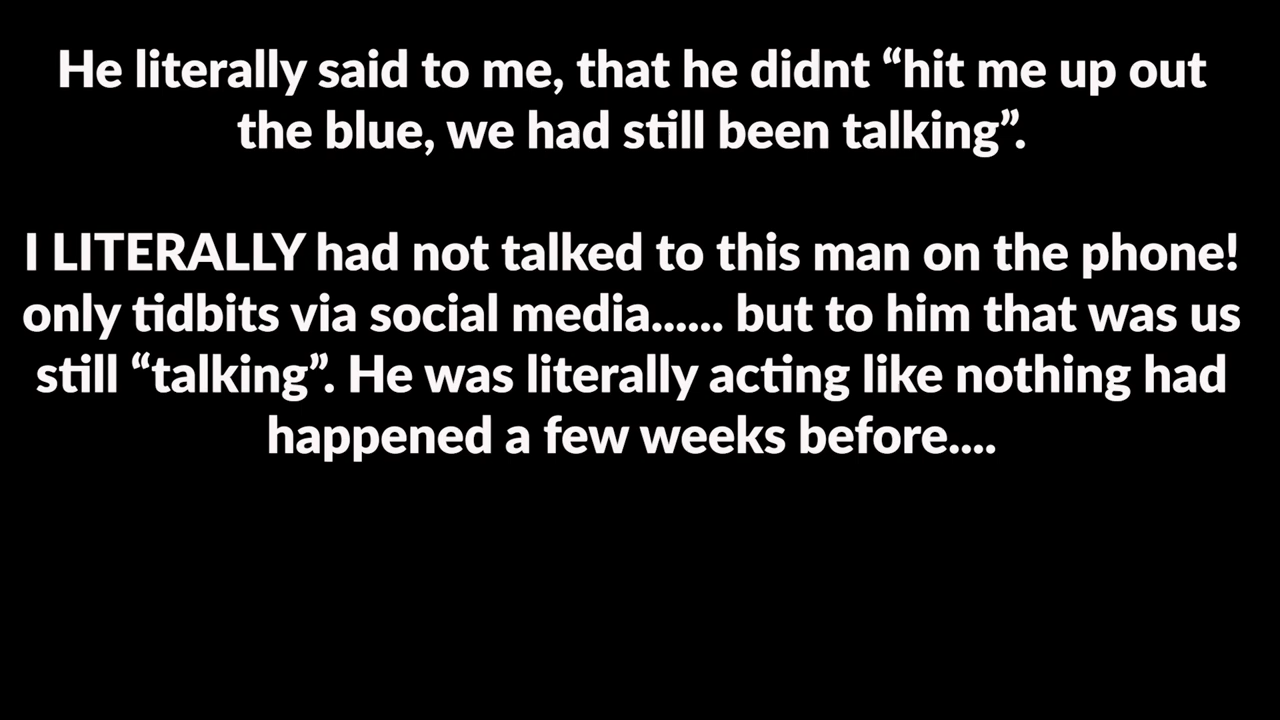 He literally said to me, that he didnt “hit me up out
the blue, we had still been talking”.
I LITERALLY had not talked to this man on the phone!
only tidbits via social media...... but to him that was us
still “talking”. He was literally acting like nothing had
happened a few weeks before....